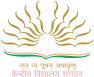 तत् त्वं पूषन् अपावृणु
केन्द्रीय विद्यालय संगठन